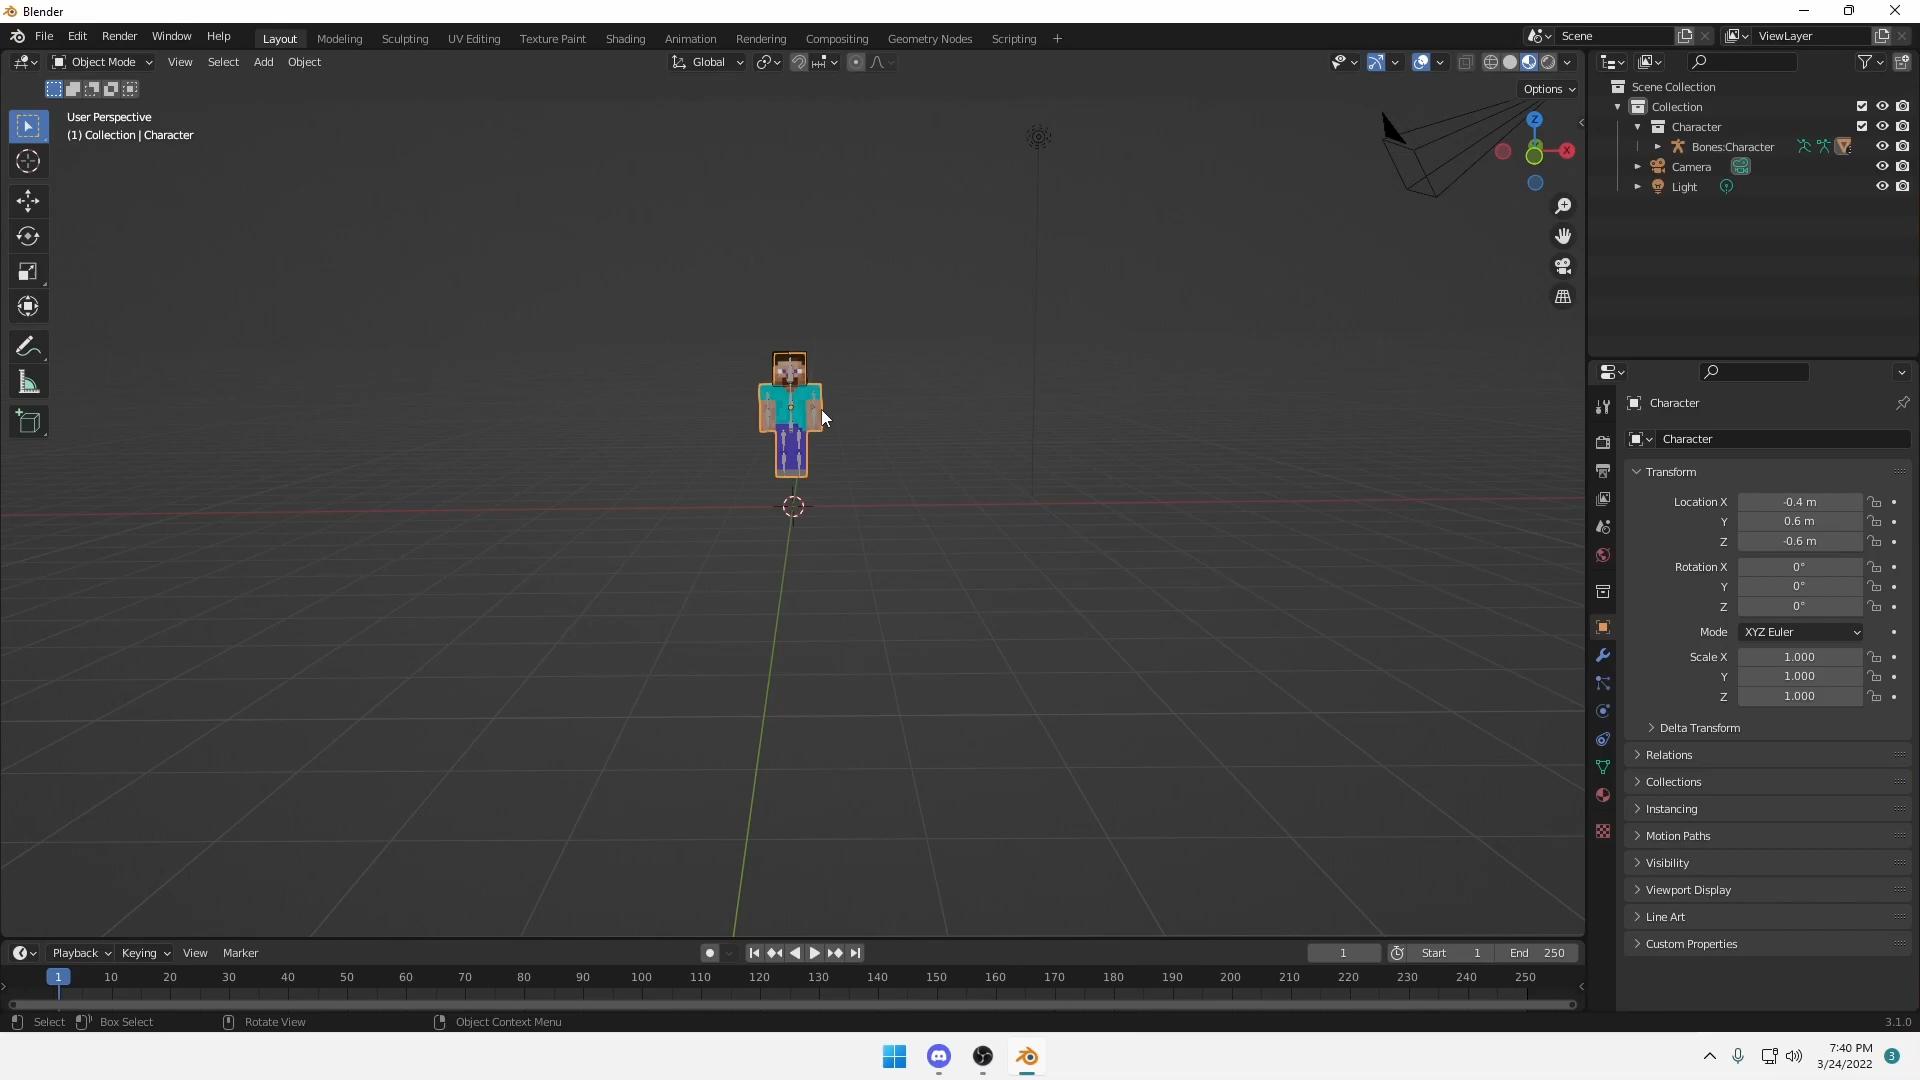 Blender
File Edit Render Window Help
Layout Modeling Sculpting UV Editing Texture Paint Shading Animation Rendering Compositing Geometry Nodes Scripting +
Scene
ViewLayer
Object Mode View Select Add Object
Global
Options
User Perspective
(1) Collection | Character
Z
X
Scene Collection
Collection
Character
Bones:Character
Camera
Light
Character
Character
Transform
Location X -0.4 m
Y 0.6 m
Z -0.6 m
Rotation X 0°
Y 0°
Z 0°
Mode XYZ Euler
Scale X 1.000
Y 1.000
Z 1.000
Delta Transform
Relations
Collections
Instancing
Motion Paths
Visibility
Viewport Display
Line Art
Custom Properties
Playback Keying View Marker
1
Start 1
End 250
1 10 20 30 40 50 60 70 80 90 100 110 120 130 140 150 160 170 180 190 200 210 220 230 240 250
Select Box Select Rotate View Object Context Menu
3.1.0
7:40 PM
3/24/2022
3